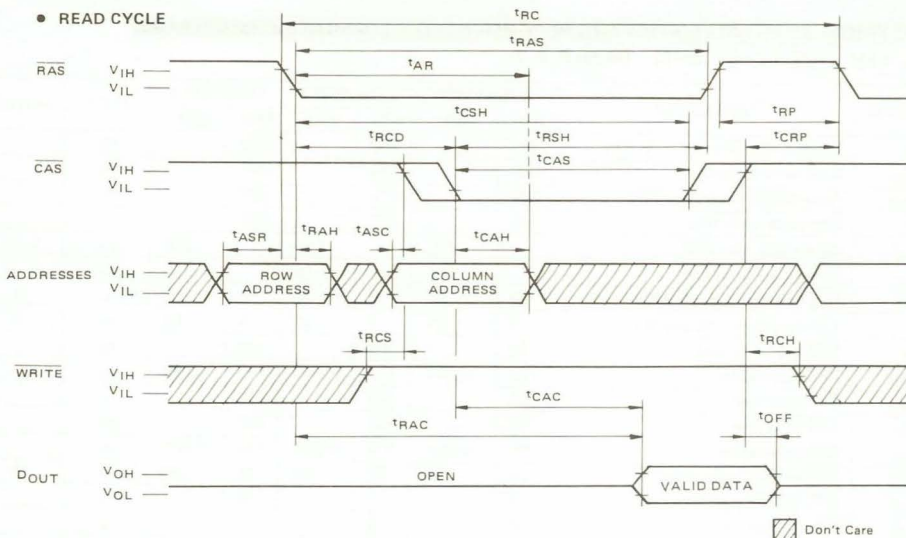 • READ CYCLE
tRC
tRAS
tAR
RAS
VIH
VIL
tCSH
tRP
tRCD
tRSH
tCRP
CAS
VIH
VIL
tCAS
tASR
tRAH
tASC
tCAH
ADDRESSES
VIH
VIL
ROW
ADDRESS
COLUMN
ADDRESS
tRCS
tRCH
WRITE
VIH
VIL
tCAC
tRAC
tOFF
DOUT
VOH
VOL
OPEN
VALID DATA
Don't Care